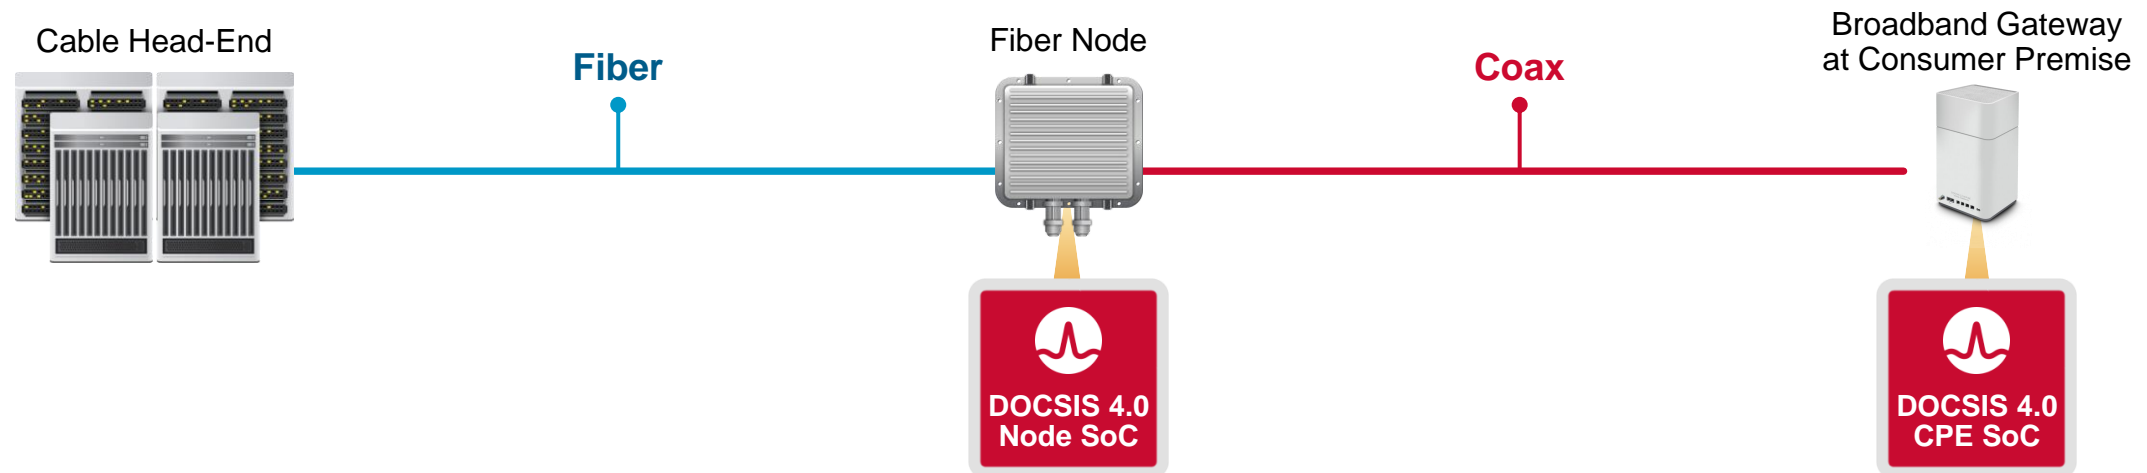 Cable Head-End
Fiber
Fiber Node
Coax
Broadband Gateway
at Consumer Premise
DOCSIS 4.0
Node SoC
DOCSIS 4.0
CPE SoC